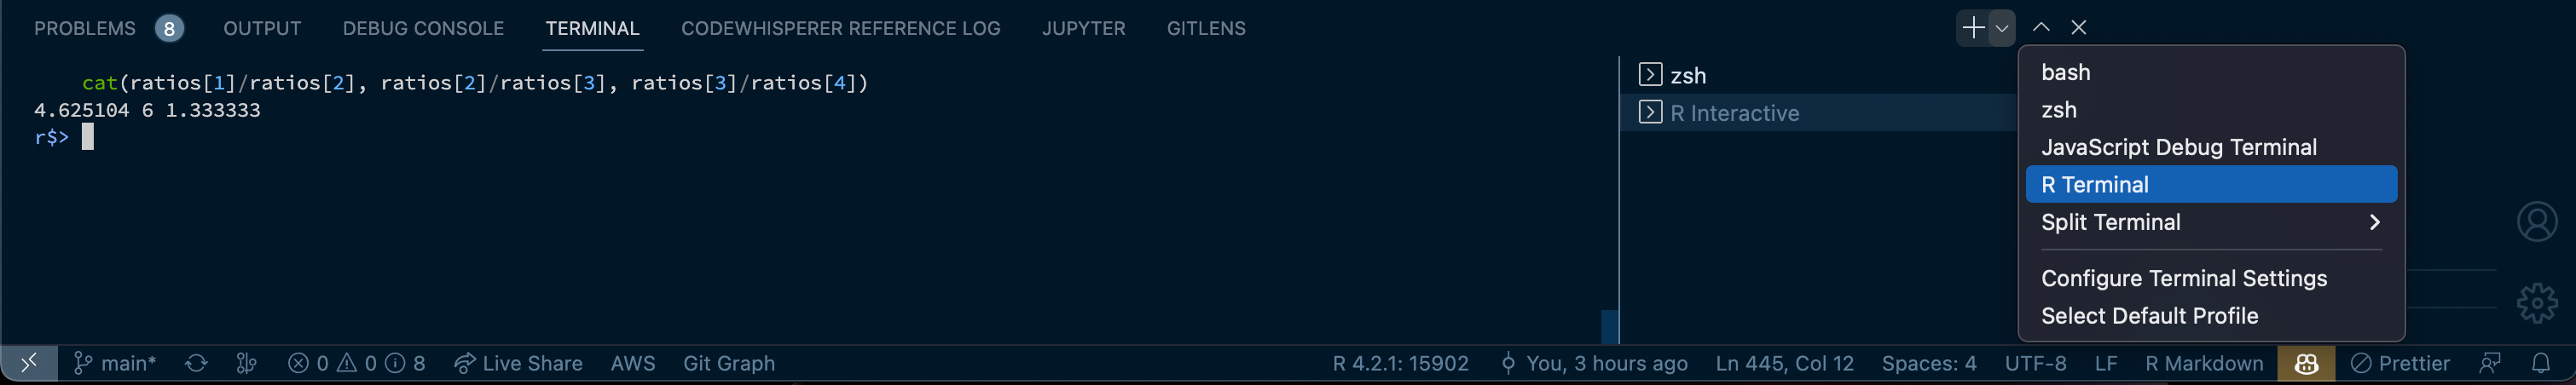 PROBLEMS 8 OUTPUT DEBUG CONSOLE TERMINAL CODEWHISPERER REFERENCE LOG JUPYTER GITLENS
cat(ratios[1]/ratios[2], ratios[2]/ratios[3], ratios[3]/ratios[4])
4.625104 6 1.333333
r$>
zsh
R Interactive
bash
zsh
JavaScript Debug Terminal
R Terminal
Split Terminal
Configure Terminal Settings
Select Default Profile
main* 0 0 8 Live Share AWS Git Graph R 4.2.1: 15902 You, 3 hours ago Ln 445, Col 12 Spaces: 4 UTF-8 LF R Markdown Prettier